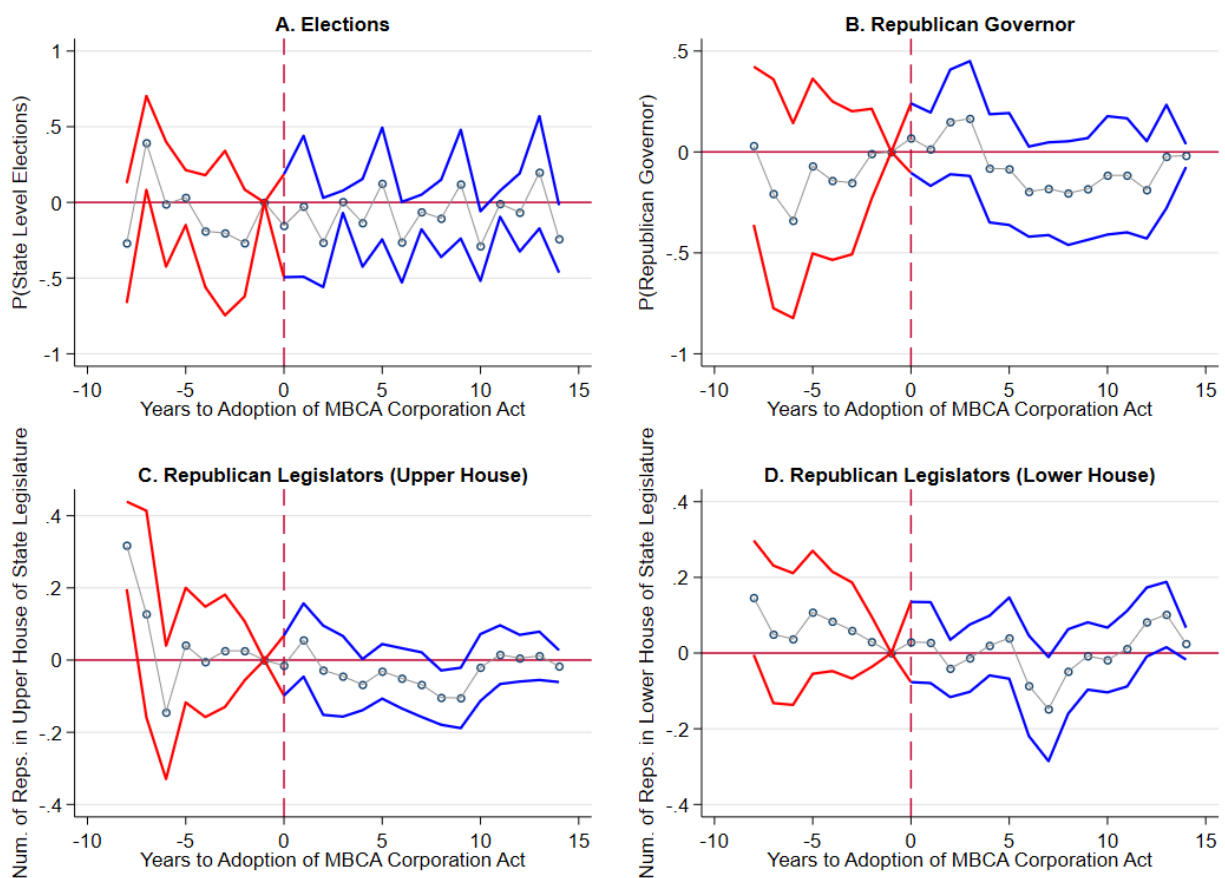 A. Elections
P(State Level Elections)
1
.5
0
-.5
-1
-10 -5 0 5 10 15
Years to Adoption of MBCA Corporation Act
B. Republican Governor
P(Republican Governor)
.5
0
-.5
-1
-10 -5 0 5 10 15
Years to Adoption of MBCA Corporation Act
C. Republican Legislators (Upper House)
Num. of Reps. in Upper House of State Legislature
.4
.2
0
-.2
-.4
-10 -5 0 5 10 15
Years to Adoption of MBCA Corporation Act
D. Republican Legislators (Lower House)
Num. of Reps. in Lower House of State Legislature
.4
.2
0
-.2
-.4
-10 -5 0 5 10 15
Years to Adoption of MBCA Corporation Act